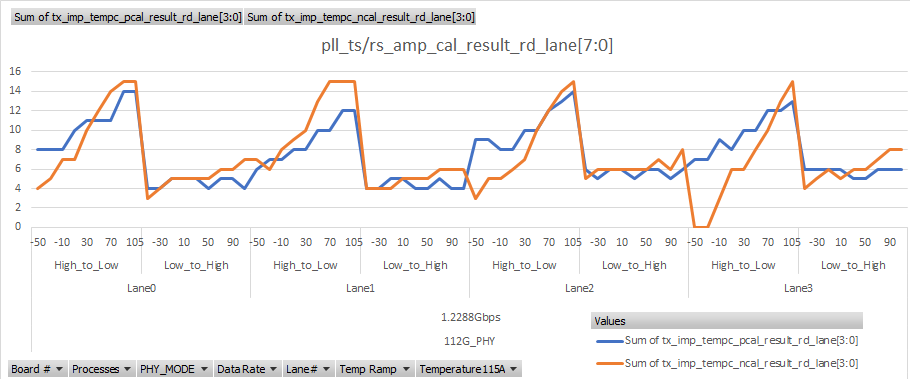 Sum of tx_imp_tempc_pcal_result_rd_lane[3:0] Sum of tx_imp_tempc_ncal_result_rd_lane[3:0]
pll_ts/rs_amp_cal_result_rd_lane[7:0]
16
14
12
10
8
6
4
2
0
-50 -10 30 70 105 -30 10 50 90 -50 -10 30 70 105 -30 10 50 90 -50 -10 30 70 105 -30 10 50 90 -50 -10 30 70 105 -30 10 50 90
High_to_Low Low_to_High High_to_Low Low_to_High High_to_Low Low_to_High High_to_Low Low_to_High
Lane0 Lane1 Lane2 Lane3
1.2288Gbps
112G_PHY
Values
Sum of tx_imp_tempc_pcal_result_rd_lane[3:0]
Sum of tx_imp_tempc_ncal_result_rd_lane[3:0]
Board # Processes PHY_MODE Data Rate Lane# Temp Ramp Temperature115A